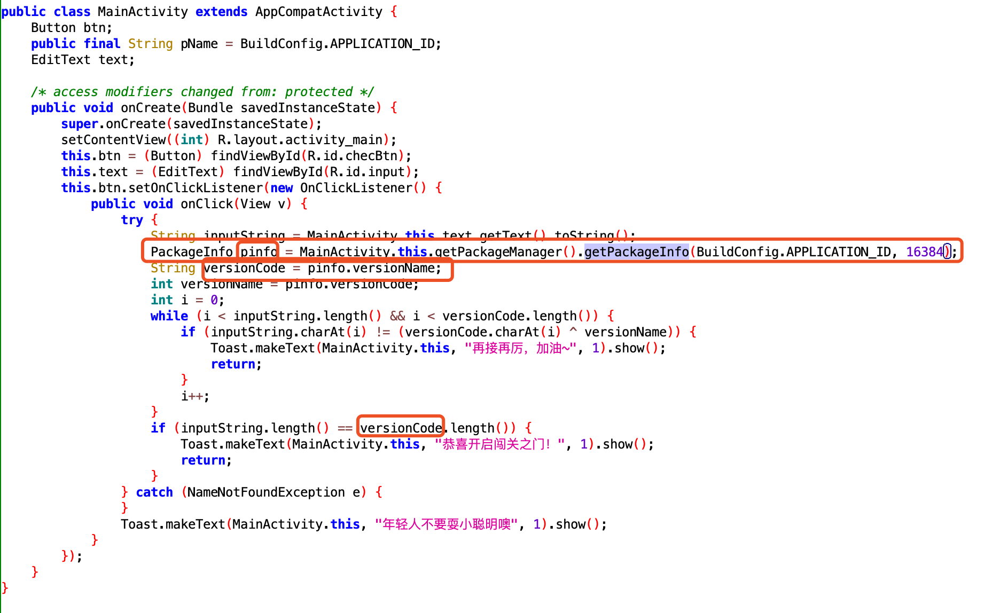 public class MainActivity extends AppCompatActivity {
    Button btn;
    public final String pName = BuildConfig.APPLICATION_ID;
    EditText text;

    /* access modifiers changed from: protected */
    public void onCreate(Bundle savedInstanceState) {
        super.onCreate(savedInstanceState);
        setContentView((int) R.layout.activity_main);
        this.btn = (Button) findViewById(R.id.checBtn);
        this.text = (EditText) findViewById(R.id.input);
        this.btn.setOnClickListener(new OnClickListener() {
            public void onClick(View v) {
                try {
                    String inputString = MainActivity.this.text.getText().toString();
                    PackageInfo pinfo = MainActivity.this.getPackageManager().getPackageInfo(BuildConfig.APPLICATION_ID, 16384);
                    String versionCode = pinfo.versionName;
                    int versionName = pinfo.versionCode;
                    int i = 0;
                    while (i < inputString.length() && i < versionCode.length()) {
                        if (inputString.charAt(i) != (versionCode.charAt(i) ^ versionName)) {
                            Toast.makeText(MainActivity.this, "再接再厉，加油~", 1).show();
                            return;
                        }
                        i++;
                    }
                    if (inputString.length() == versionCode.length()) {
                        Toast.makeText(MainActivity.this, "恭喜开启闯关之门！", 1).show();
                        return;
                    }
                } catch (NameNotFoundException e) {
                }
                Toast.makeText(MainActivity.this, "年轻人不要耍小聪明噢", 1).show();
            }
        });
    }
}